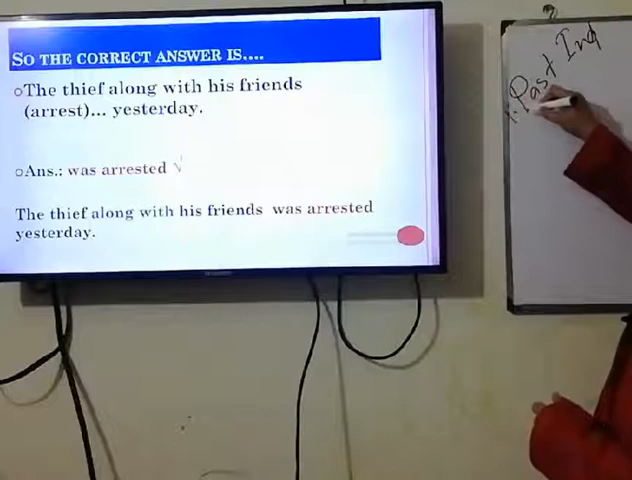 SO THE CORRECT ANSWER IS....
The thief along with his friends
(arrest)... yesterday.
Ans.: was arrested √
The thief along with his friends was arrested
yesterday.
1. Past Ind